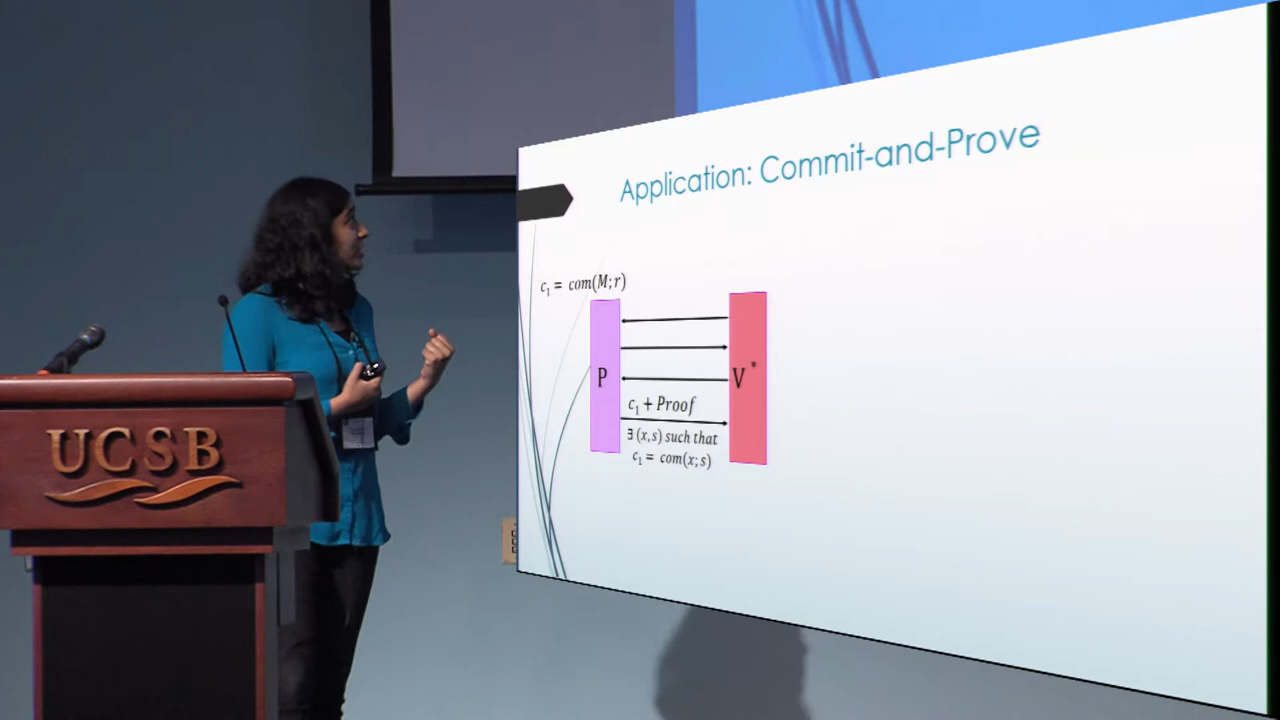 Application: Commit-and-Prove
c₁ = com(M; r)
P
V*
c₁ + Proof
∃ (x, s) such that
c₁ = com(x; s)
UCSB